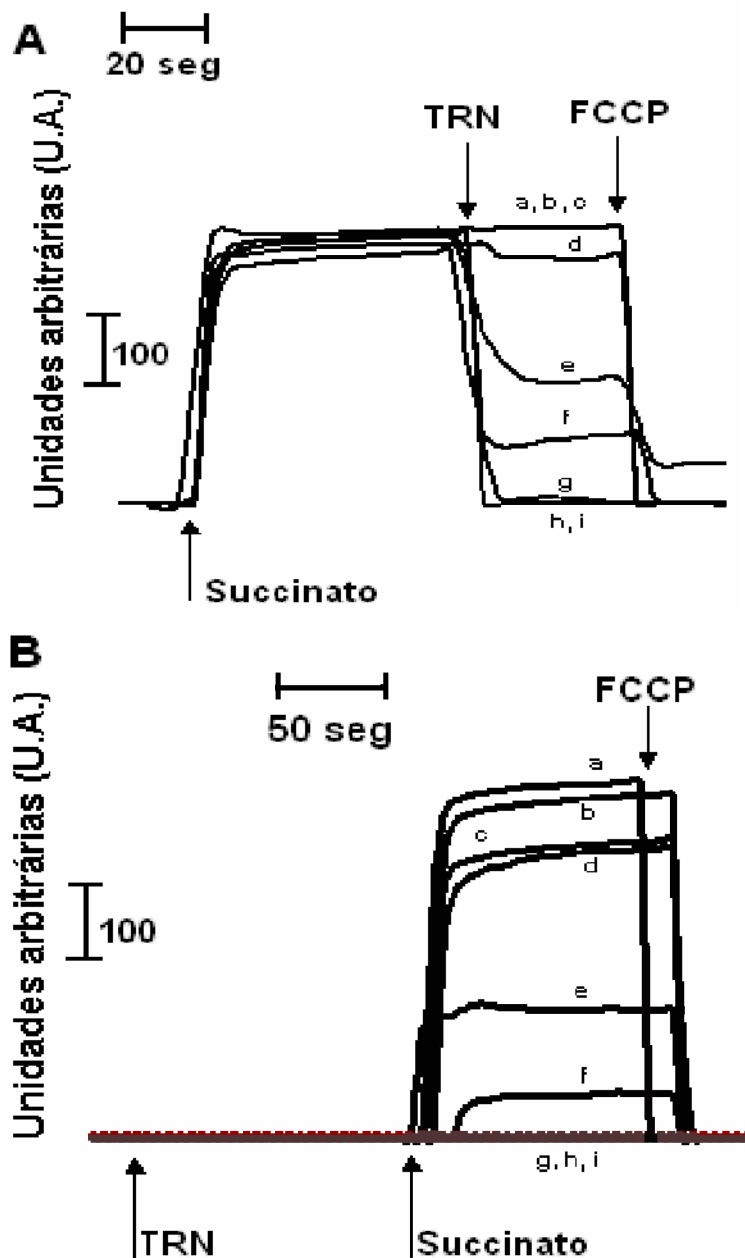 A
20 seg
Unidades arbitrárias (U.A.)
TRN
FCCP
a, b, c
d
100
e
f
g
h, i
Succinato
B
50 seg
FCCP
Unidades arbitrárias (U.A.)
a
b
c
d
100
e
f
g, h, i
TRN
Succinato